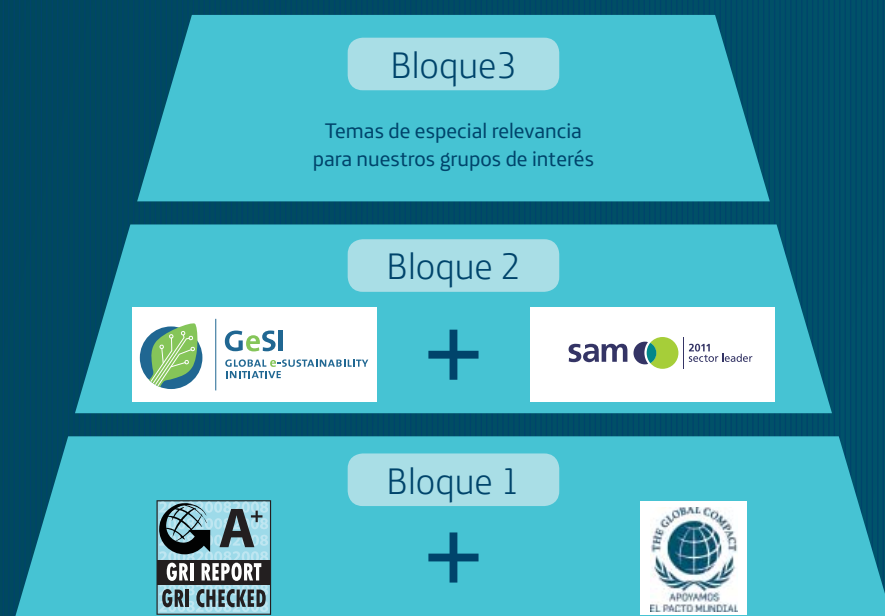 Bloque3
Temas de especial relevancia
para nuestros grupos de interés
Bloque 2
GeSI
GLOBAL e-SUSTAINABILITY
INITIATIVE
+
sam
2011
sector leader
Bloque 1
A+
GRI REPORT
GRI CHECKED
+
THE GLOBAL COMPACT
APOYAMOS
EL PACTO MUNDIAL